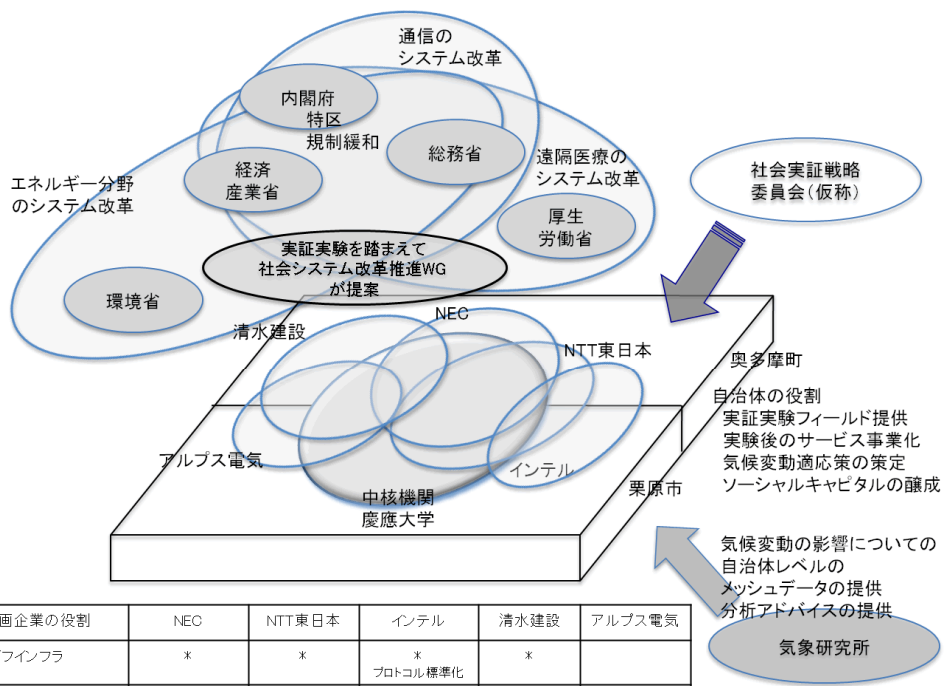 通信の
システム改革
内閣府
特区
規制緩和
総務省
経済
産業省
遠隔医療の
システム改革
エネルギー分野
のシステム改革
厚生
労働省
社会実証戦略
委員会（仮称）
実証実験を踏まえて
社会システム改革推進WG
が提案
環境省
清水建設
NEC
NTT東日本
奥多摩町
自治体の役割
実証実験フィールド提供
実験後のサービス事業化
気候変動適応策の策定
ソーシャルキャピタルの醸成
アルプス電気
インテル
栗原市
中核機関
慶應大学
気候変動の影響についての
自治体レベルの
メッシュデータの提供
分析アドバイスの提供
気象研究所
画企業の役割 NEC NTT東日本 インテル 清水建設 アルプス電気
フインフラ * * * *
プロトコル標準化